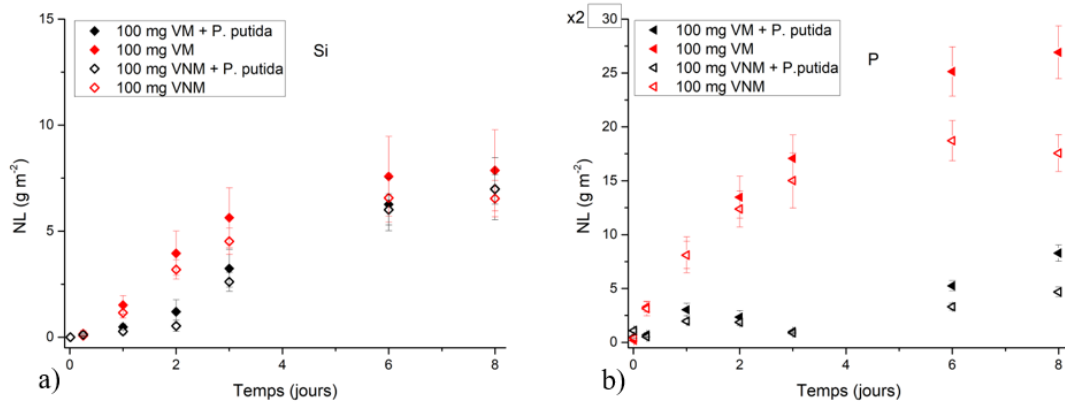 15
10
5
0
NL (g m⁻²)
100 mg VM + P. putida
100 mg VM
100 mg VNM + P. putida
100 mg VNM
Si
0 2 4 6 8
Temps (jours)
a)
x2
30
25
20
15
10
5
0
NL (g m⁻²)
100 mg VM + P. putida
100 mg VM
100 mg VNM + P.putida
100 mg VNM
P
0 2 4 6 8
Temps (jours)
b)